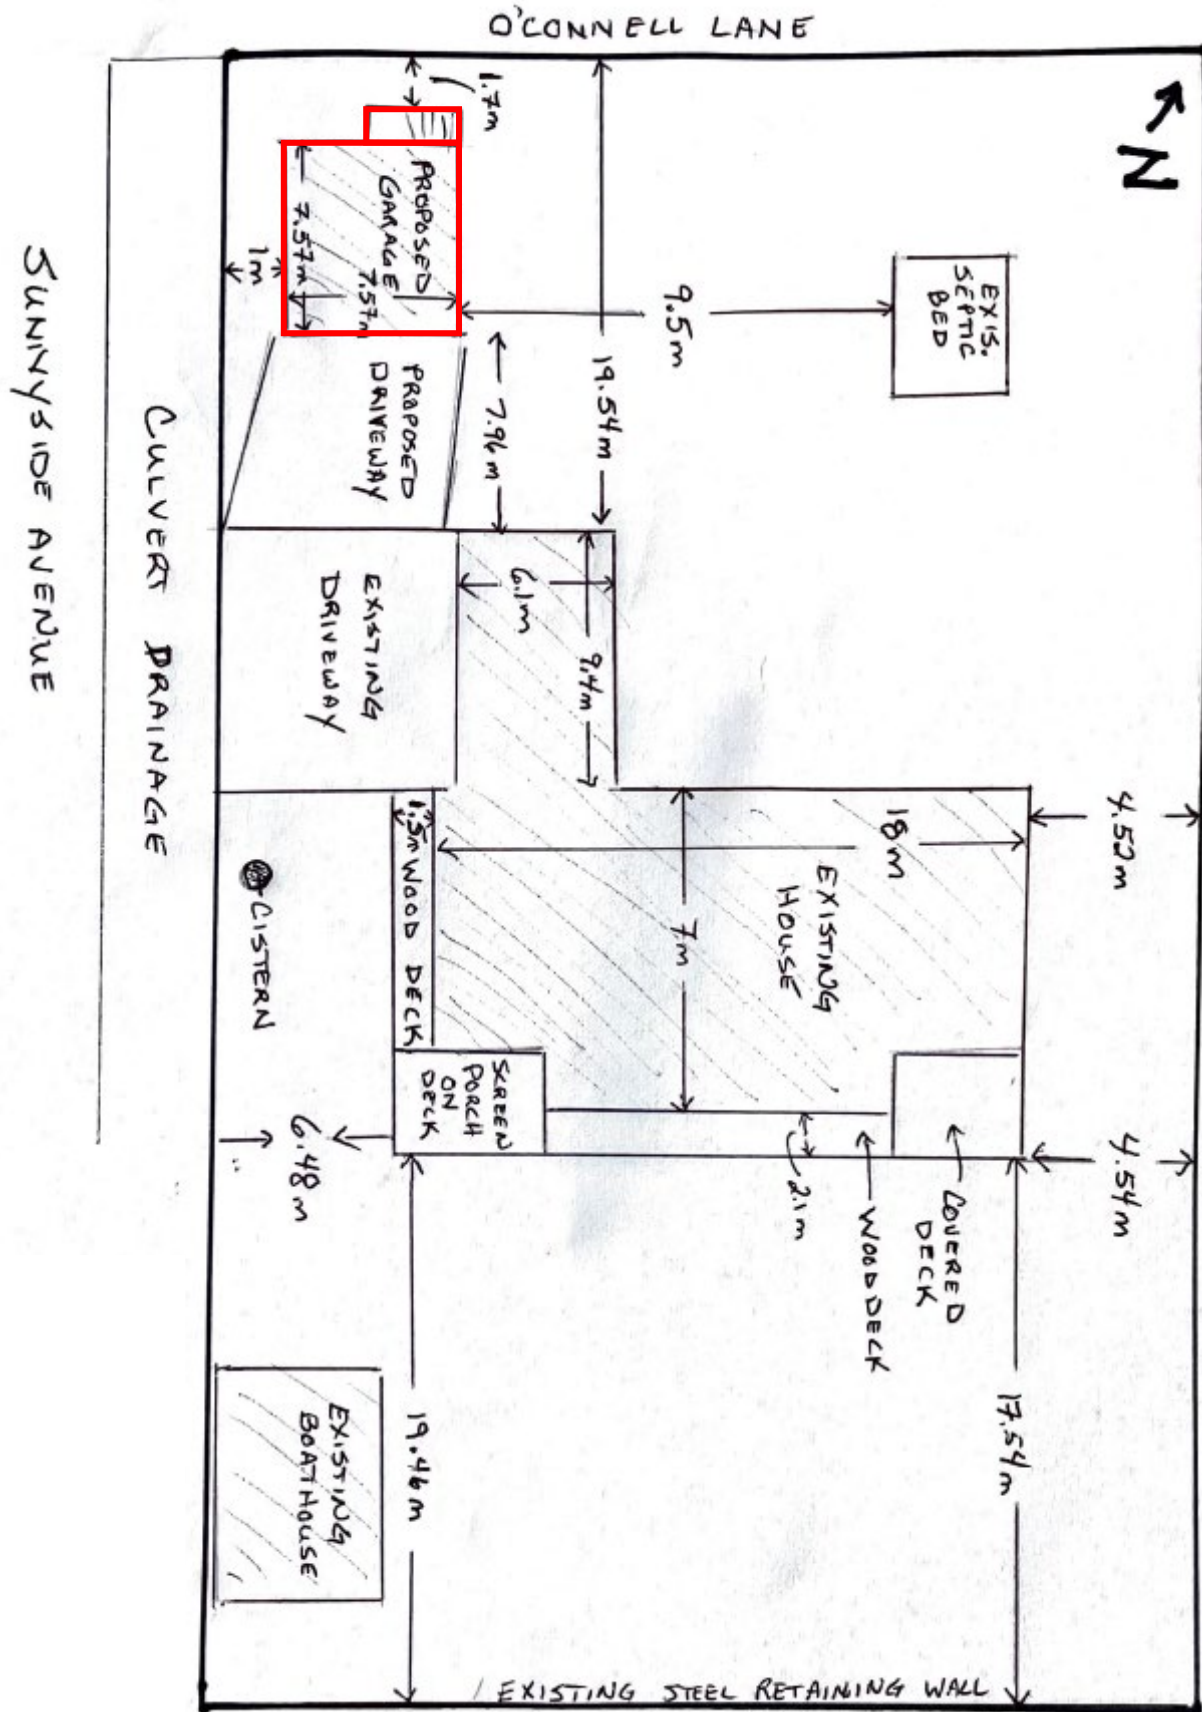 O'CONNELL LANE
N
1.7m
PROPOSED
GARAGE
7.57m
7.57m
1m
9.5m
EXIS.
SEPTIC
BED
19.54m
7.96m
PROPOSED
DRIVEWAY
SUNNYSIDE AVENUE
CULVERT DRAINAGE
EXISTING
DRIVEWAY
6.1m
9.4m
18m
4.52m
1.5m WOOD DECK
EXISTING
HOUSE
7m
CISTERN
SCREEN
PORCH
ON
DECK
6.48m
2.1m
WOOD DECK
COVERED
DECK
4.54m
EXISTING
BOATHOUSE
19.46m
17.54m
EXISTING STEEL RETAINING WALL